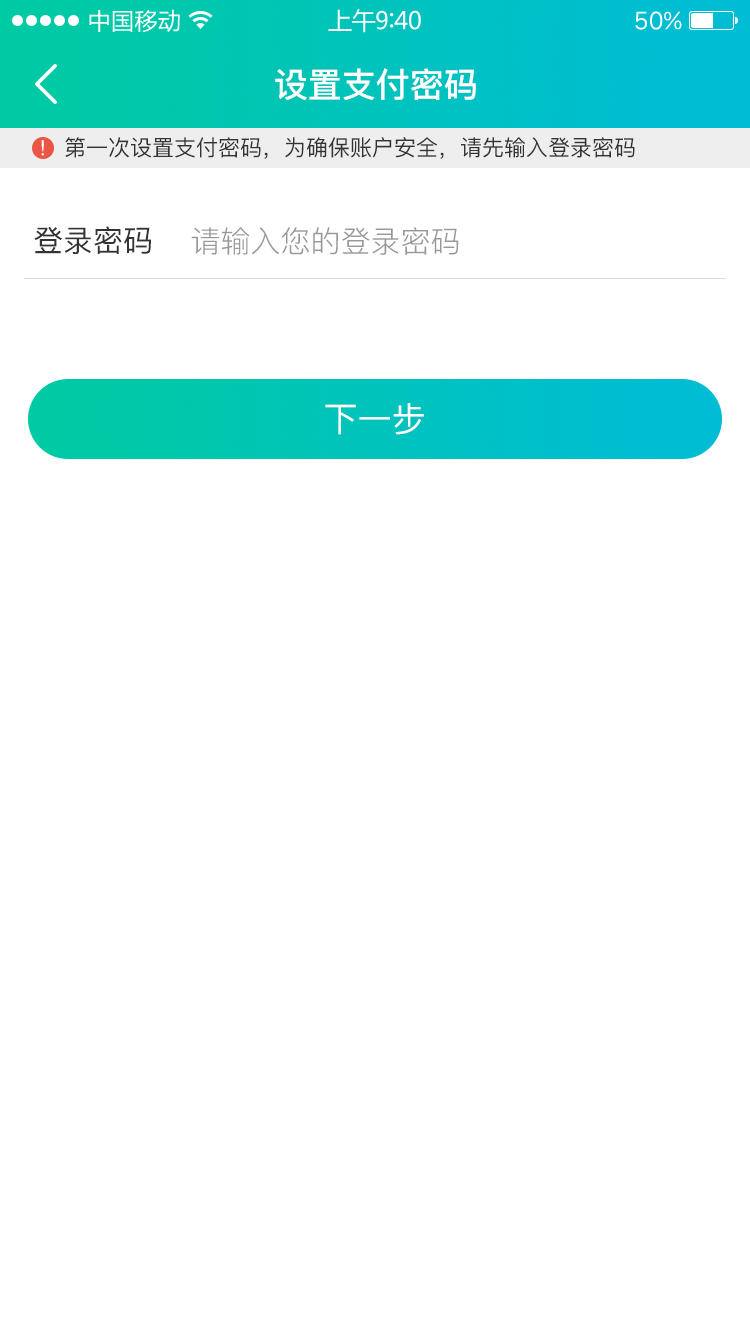 中国移动 上午9:40 50%
设置支付密码
第一次设置支付密码，为确保账户安全，请先输入登录密码
登录密码 请输入您的登录密码
下一步